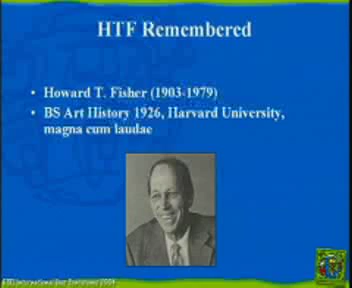 HTF Remembered
• Howard T. Fisher (1903-1979)
• BS Art History 1926, Harvard University,
magna cum laudae